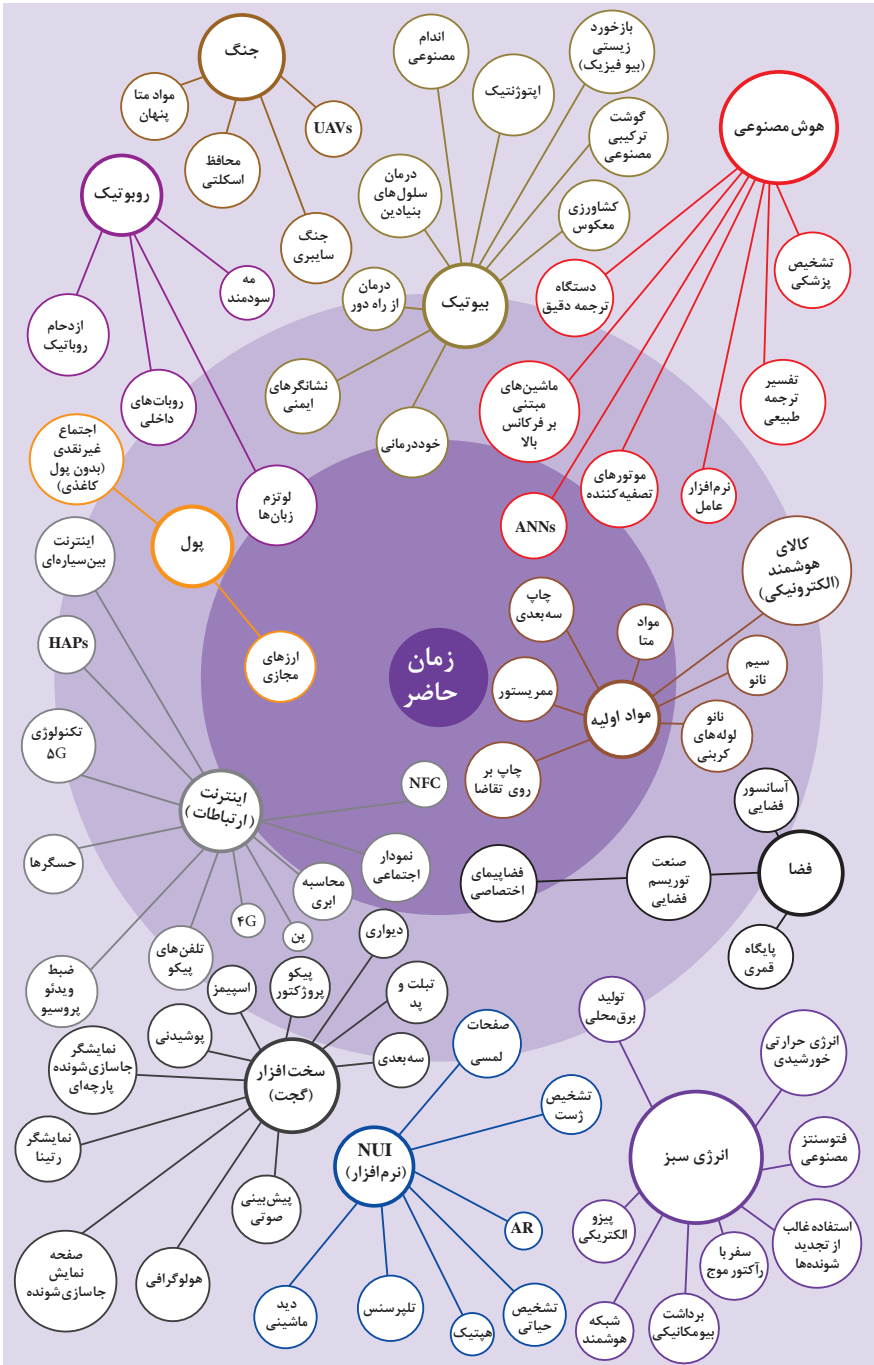 جنگ
مواد متا
پنهان
محافظ
اسکلتی
UAVs
جنگ
سایبری
روبوتیک
ازدحام
روباتیک
روبات‌های
داخلی
مه
سودمند
لوتزم
زبان‌ها
بیوتیک
اندام
مصنوعی
اپتوژنتیک
بازخورد
زیستی
(بیو فیزیک)
گوشت
ترکیبی
مصنوعی
کشاورزی
معکوس
درمان
سلول‌های
بنیادین
درمان
از راه دور
نشانگرهای
ایمنی
خوددرمانی
هوش مصنوعی
تشخیص
پزشکی
دستگاه
ترجمه دقیق
تفسیر
ترجمه
طبیعی
ماشین‌های
مبتنی
بر فرکانس
بالا
موتورهای
تصفیه‌کننده
نرم‌افزار
عامل
ANNs
اجتماع
غیرنقدی
(بدون پول
کاغذی)
پول
ارزهای
مجازی
زمان
حاضر
مواد اولیه
کالای
هوشمند
(الکترونیکی)
چاپ
سه‌بعدی
مواد
متا
سیم
نانو
ممریستور
نانو
لوله‌های
کربنی
چاپ بر
روی تقاضا
اینترنت
(ارتباطات)
اینترنت
بین‌سیاره‌ای
HAPs
تکنولوژی
۵G
حسگرها
ضبط
ویدئو
پروسیو
تلفن‌های
پیکو
۴G
پن
محاسبه
ابری
نمودار
اجتماعی
NFC
فضا
آسانسور
فضایی
صنعت
توریسم
فضایی
فضاپیمای
اختصاصی
پایگاه
قمری
سخت‌افزار
(گجت)
دیواری
تبلت و
پد
پیکو
پروژکتور
اسپیمز
پوشیدنی
سه‌بعدی
نمایشگر
جاسازی‌شونده
پارچه‌ای
نمایشگر
رتینا
صفحه
نمایش
جاسازی‌شونده
هولوگرافی
پیش‌بینی
صوتی
NUI
(نرم‌افزار)
صفحات
لمسی
تشخیص
ژست
AR
تشخیص
حیاتی
هپتیک
تلپرسنس
دید
ماشینی
انرژی سبز
تولید
برق‌محلی
انرژی حرارتی
خورشیدی
فتوسنتز
مصنوعی
استفاده غالب
از تجدید
شونده‌ها
سفر با
رآکتور موج
برداشت
بیومکانیکی
شبکه
هوشمند
پیزو
الکتریکی